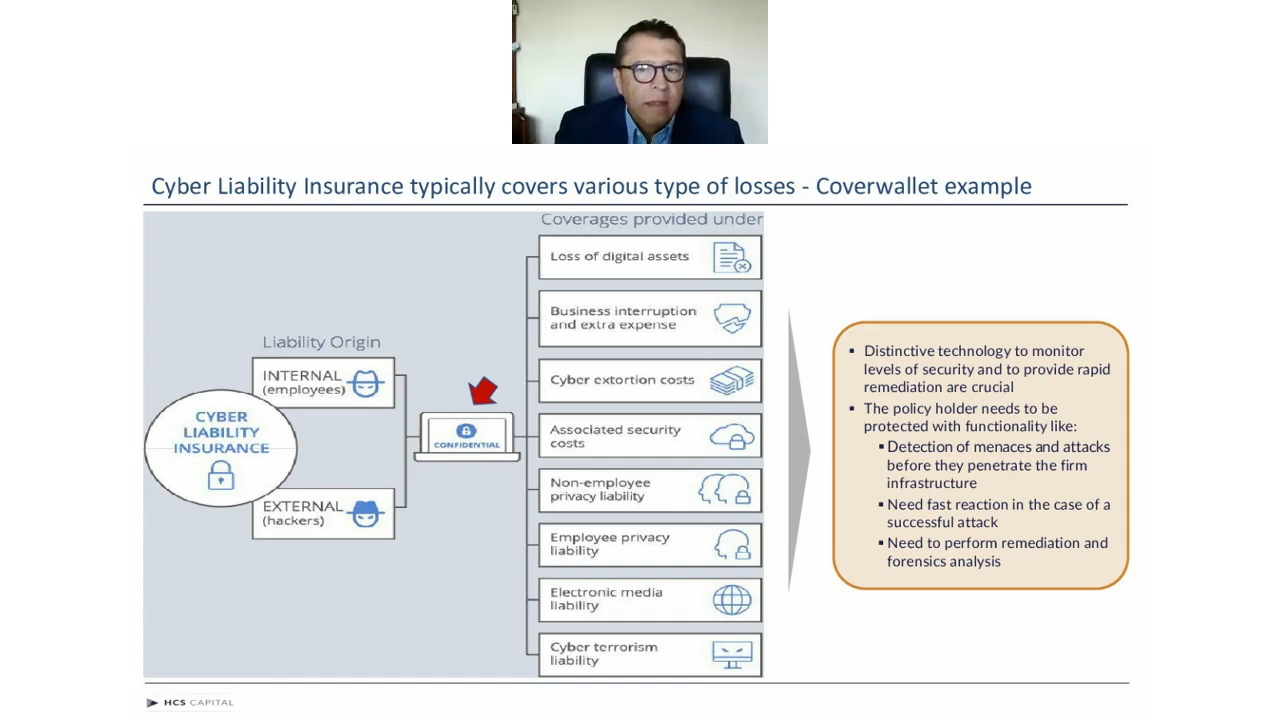 Cyber Liability Insurance typically covers various type of losses - Coverwallet example
Liability Origin
INTERNAL
(employees)
CYBER
LIABILITY
INSURANCE
EXTERNAL
(hackers)
CONFIDENTIAL
Coverages provided under
Loss of digital assets
Business interruption
and extra expense
Cyber extortion costs
Associated security
costs
Non-employee
privacy liability
Employee privacy
liability
Electronic media
liability
Cyber terrorism
liability
▪ Distinctive technology to monitor
levels of security and to provide rapid
remediation are crucial
▪ The policy holder needs to be
protected with functionality like:
▪ Detection of menaces and attacks
before they penetrate the firm
infrastructure
▪ Need fast reaction in the case of a
successful attack
▪ Need to perform remediation and
forensics analysis
HCS CAPITAL